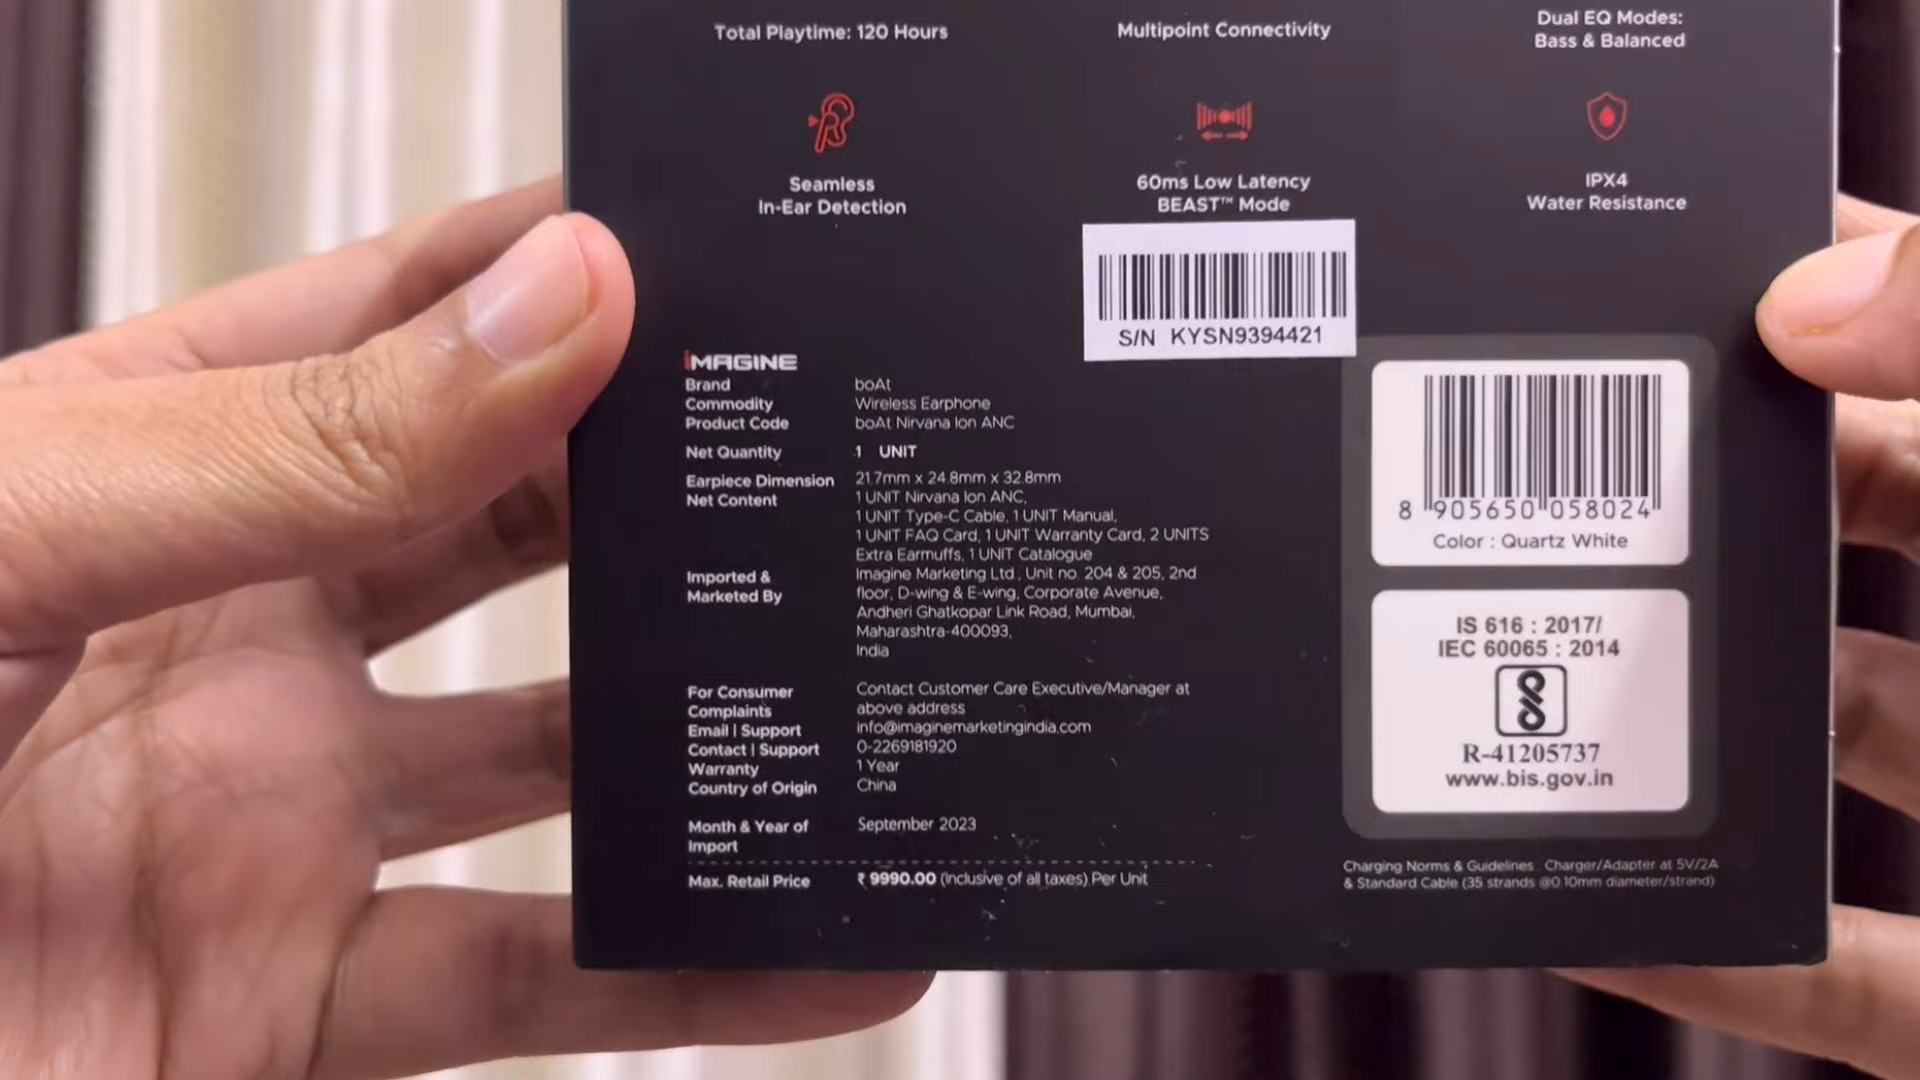 Total Playtime: 120 Hours
Multipoint Connectivity
Dual EQ Modes:
Bass & Balanced
Seamless
In-Ear Detection
60ms Low Latency
BEAST™ Mode
IPX4
Water Resistance
S/N KYSN9394421
iMAGINE
Brand boAt
Commodity Wireless Earphone
Product Code boAt Nirvana Ion ANC
Net Quantity 1 UNIT
Earpiece Dimension 21.7mm x 24.8mm x 32.8mm
Net Content 1 UNIT Nirvana Ion ANC,
1 UNIT Type-C Cable, 1 UNIT Manual,
1 UNIT FAQ Card, 1 UNIT Warranty Card, 2 UNITS
Extra Earmuffs, 1 UNIT Catalogue
Imported & Marketed By Imagine Marketing Ltd, Unit no. 204 & 205, 2nd
floor, D-wing & E-wing, Corporate Avenue,
Andheri Ghatkopar Link Road, Mumbai,
Maharashtra-400093,
India
For Consumer Complaints Contact Customer Care Executive/Manager at
above address
Email | Support info@imaginemarketingindia.com
Contact | Support 0-2269181920
Warranty 1 Year
Country of Origin China
Month & Year of Import September 2023
Max. Retail Price ₹ 9990.00 (Inclusive of all taxes) Per Unit
8 905650 058024
Color : Quartz White
IS 616 : 2017/
IEC 60065 : 2014
R-41205737
www.bis.gov.in
Charging Norms & Guidelines : Charger/Adapter at 5V/2A
& Standard Cable (35 strands @0.10mm diameter/strand)